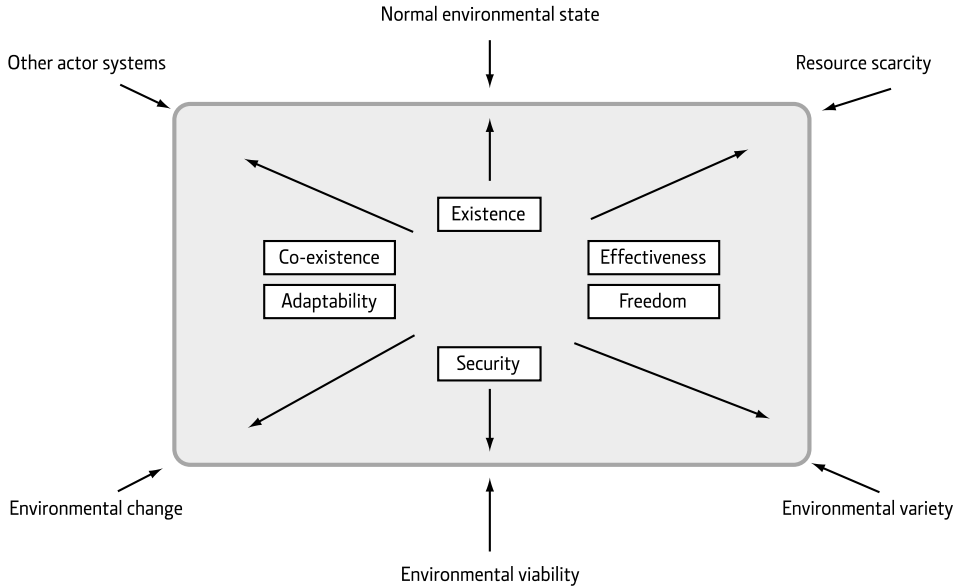 Normal environmental state
Other actor systems
Resource scarcity
Existence
Co-existence
Effectiveness
Adaptability
Freedom
Security
Environmental change
Environmental variety
Environmental viability